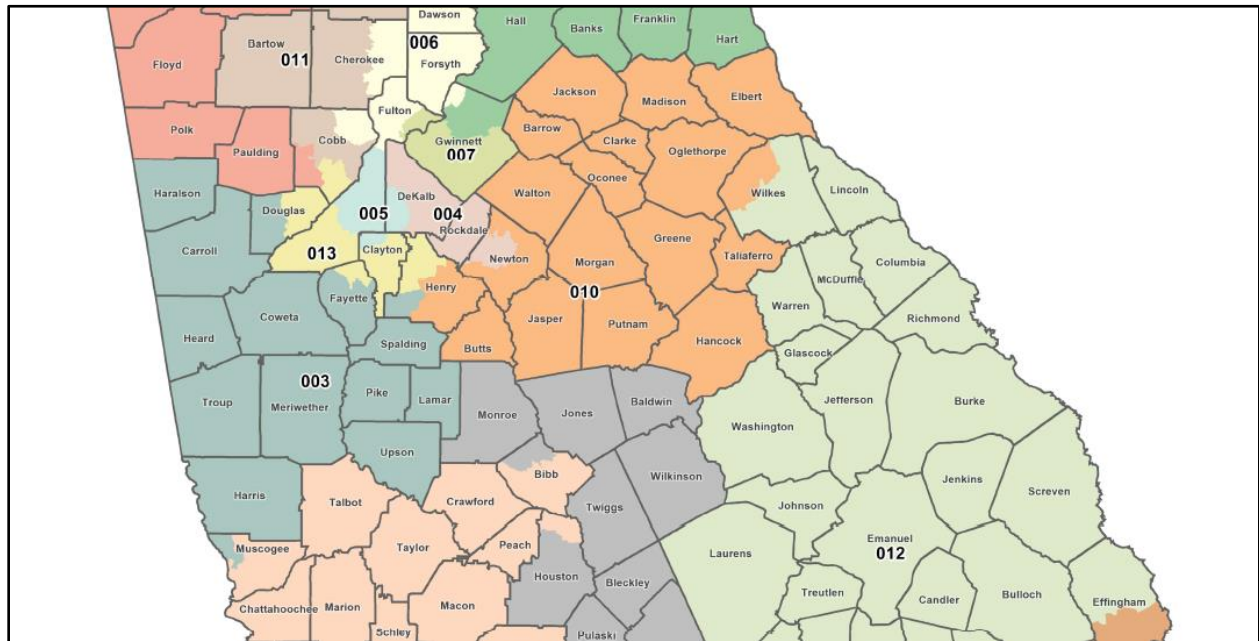 Dawson
Hall
Banks
Franklin
Hart
006
Bartow
011
Cherokee
Forsyth
Floyd
Jackson
Madison
Elbert
Fulton
Polk
Cobb
Gwinnett
007
Barrow
Clarke
Oglethorpe
Paulding
Oconee
Haralson
DeKalb
Walton
Wilkes
Lincoln
Douglas
005
004
Rockdale
Carroll
013
Clayton
Newton
Morgan
Greene
Taliaferro
Columbia
McDuffie
Fayette
Henry
010
Warren
Coweta
Jasper
Putnam
Richmond
Heard
Spalding
Butts
Hancock
Glascock
003
Troup
Meriwether
Pike
Lamar
Monroe
Jones
Baldwin
Jefferson
Burke
Washington
Upson
Wilkinson
Harris
Talbot
Crawford
Bibb
Jenkins
Screven
Twiggs
Johnson
Muscogee
Taylor
Peach
Laurens
Emanuel
012
Houston
Bleckley
Treutlen
Candler
Bulloch
Effingham
Chattahoochee
Marion
Macon
Schley
Pulaski